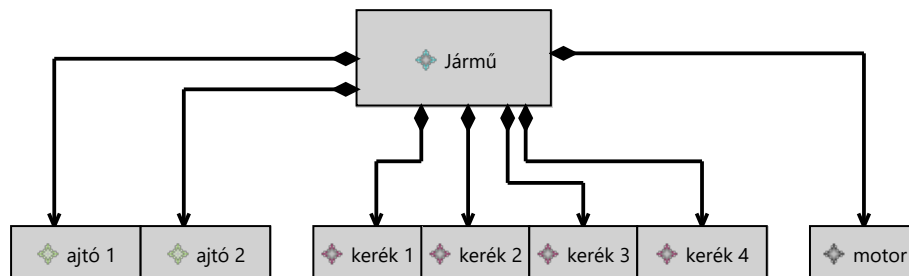 Jármű
ajtó 1
ajtó 2
kerék 1
kerék 2
kerék 3
kerék 4
motor